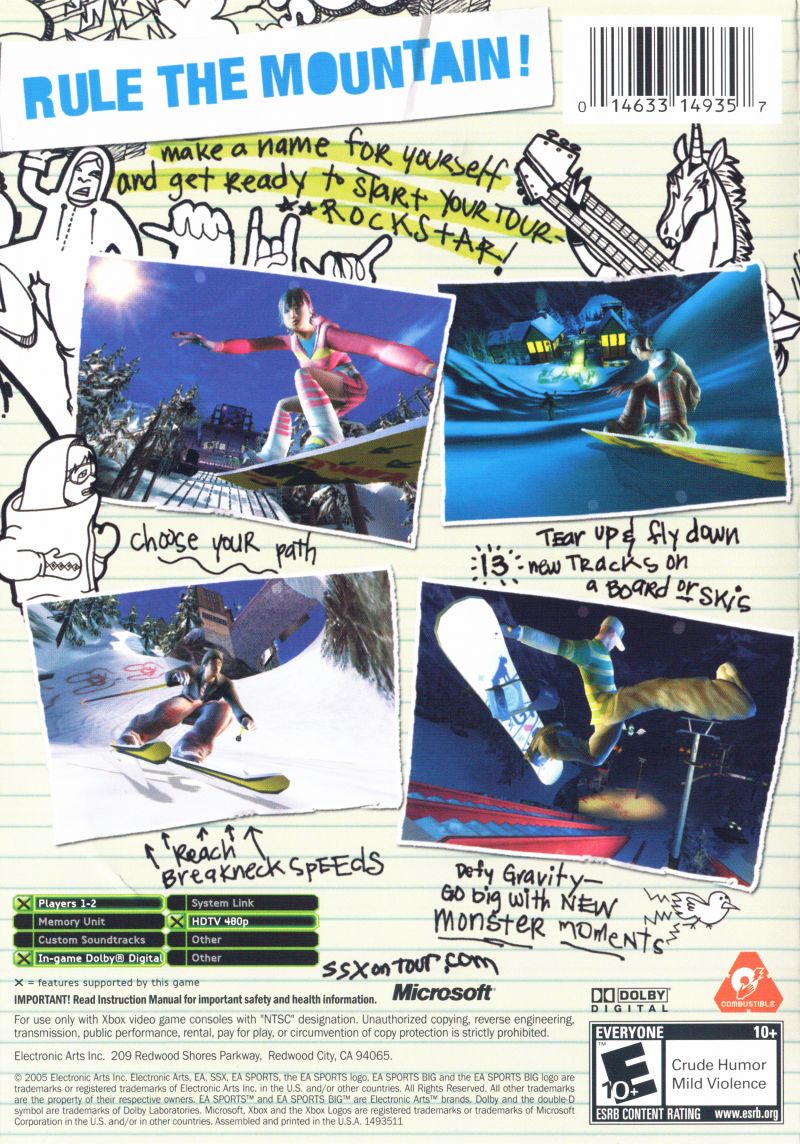 RULE THE MOUNTAIN!
0 14633 14935 7
make a name for yourself
and get Ready to START YOUR TOUR-
★★ROCKSTAR!
choose your path
TEAR up & fly down
13 new TRACKS on
a BOARD or SKis
Reach
Breakneck SPEEDS
Defy Gravity—
GO big with NEW
MONSTER MOMENTS
Players 1-2
System Link
Memory Unit
HDTV 480p
Custom Soundtracks
Other
In-game Dolby® Digital
Other
X = features supported by this game
ssxonTour.com
IMPORTANT! Read Instruction Manual for important safety and health information.
Microsoft®
DOLBY
DIGITAL
COMBUSTIBLE
For use only with Xbox video game consoles with "NTSC" designation. Unauthorized copying, reverse engineering,
transmission, public performance, rental, pay for play, or circumvention of copy protection is strictly prohibited.
Electronic Arts Inc. 209 Redwood Shores Parkway, Redwood City, CA 94065.
© 2005 Electronic Arts Inc. Electronic Arts, EA, SSX, EA SPORTS, the EA SPORTS logo, EA SPORTS BIG and the EA SPORTS BIG logo are
trademarks or registered trademarks of Electronic Arts Inc. in the U.S. and/or other countries. All Rights Reserved. All other trademarks
are the property of their respective owners. EA SPORTS™ and EA SPORTS BIG™ are Electronic Arts™ brands. Dolby and the double-D
symbol are trademarks of Dolby Laboratories. Microsoft, Xbox and the Xbox Logos are registered trademarks or trademarks of Microsoft
Corporation in the U.S. and/or in other countries. Assembled and Manufactured in the U.S.A 1493511
EVERYONE 10+
E
10+
Crude Humor
Mild Violence
ESRB CONTENT RATING www.esrb.org